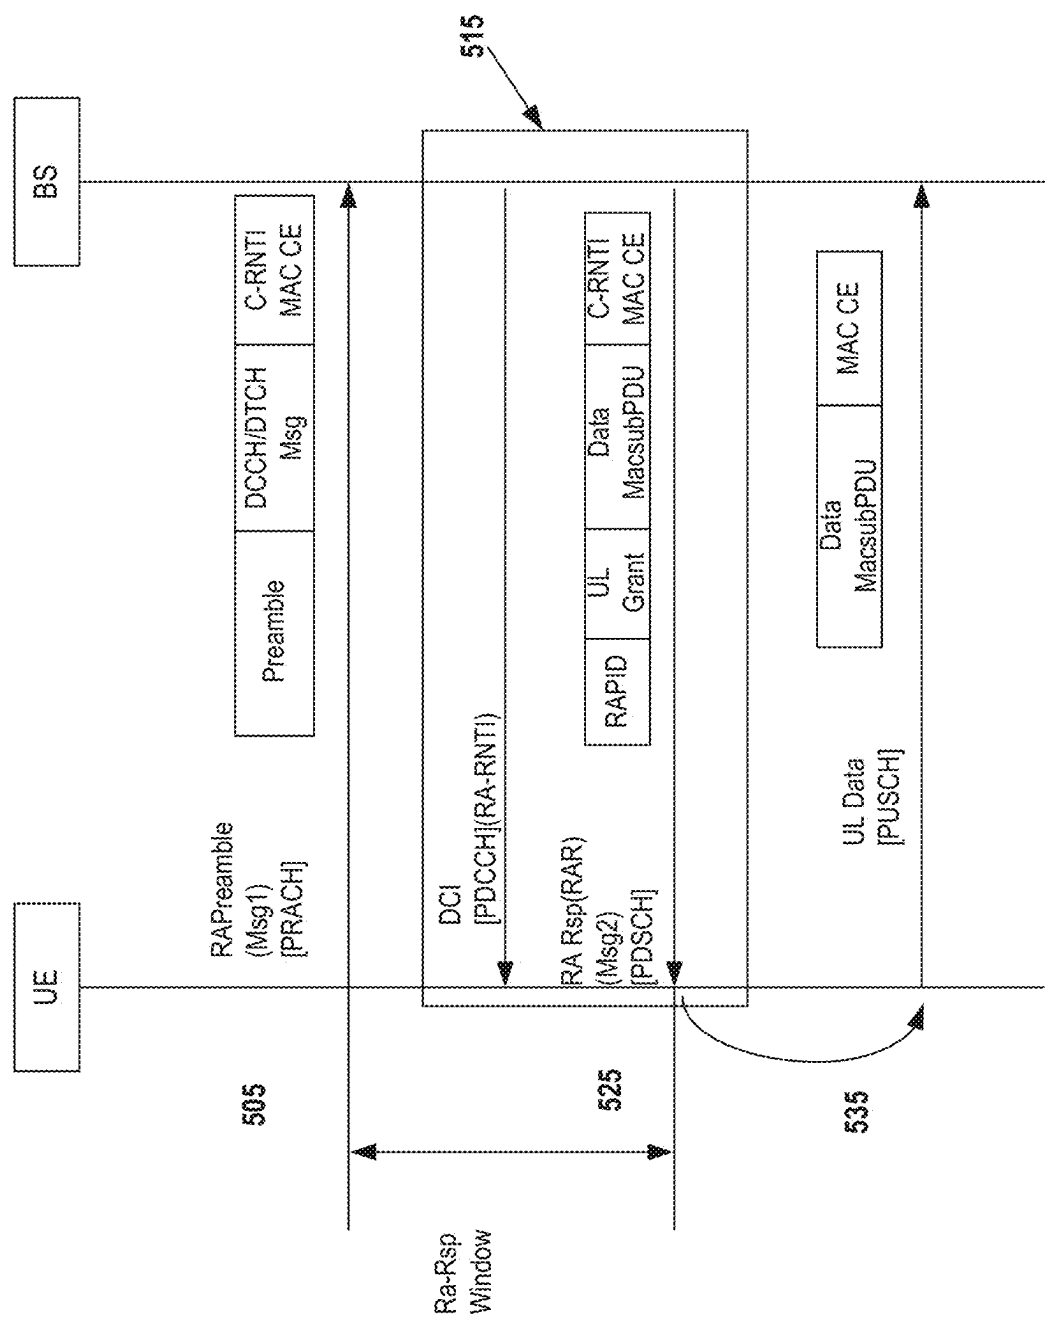 UE
BS
505
RAPreamble
(Msg1)
[PRACH]
Preamble
DCCH/DTCH
Msg
C-RNTI
MAC CE
Ra-Rsp
Window
515
DCI
[PDCCH](RA-RNTI)
525
RA Rsp(RAR)
(Msg2)
[PDSCH]
RAPID
UL
Grant
Data
MacsubPDU
C-RNTI
MAC CE
535
UL Data
[PUSCH]
Data
MacsubPDU
MAC CE